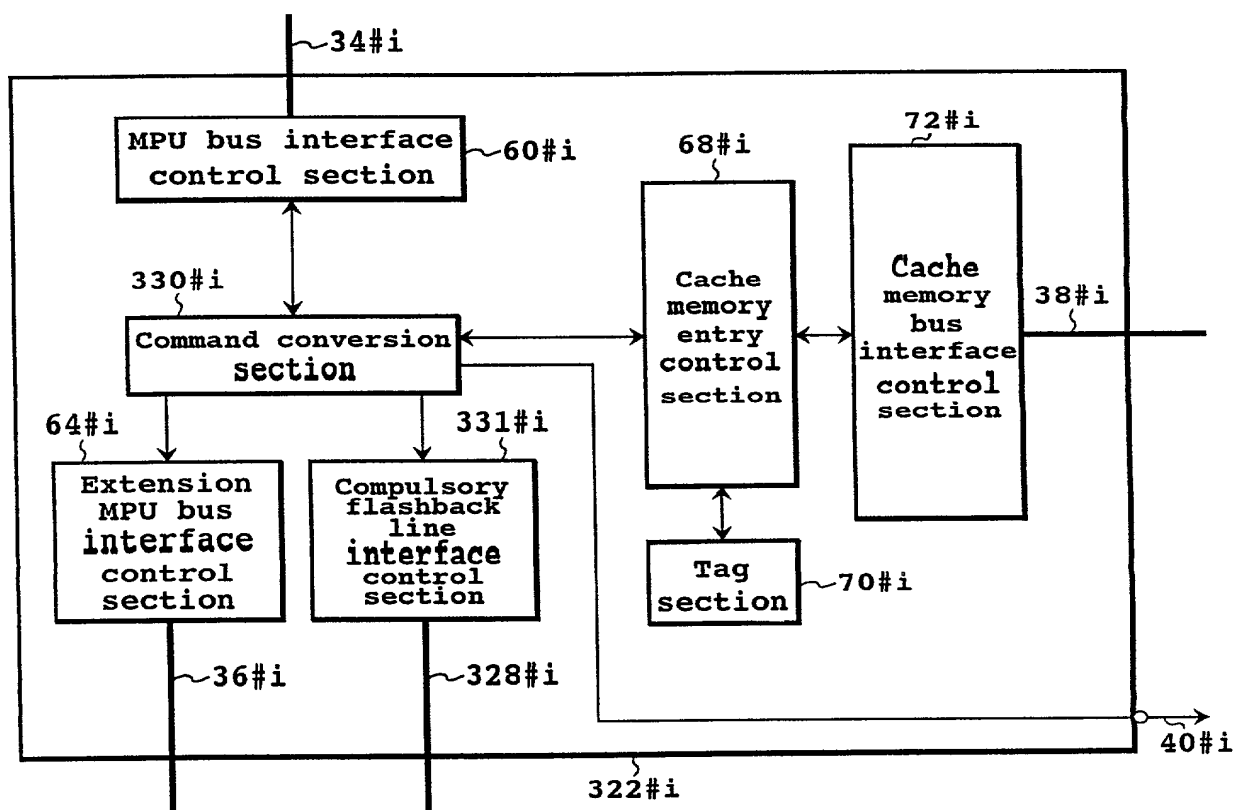 34#i
MPU bus interface
control section
60#i
72#i
68#i
Cache
memory
entry
control
section
Cache
memory
bus
interface
control
section
38#i
330#i
Command conversion
section
64#i
331#i
Extension
MPU bus
interface
control
section
Compulsory
flashback
line
interface
control
section
Tag
section
70#i
36#i
328#i
40#i
322#i